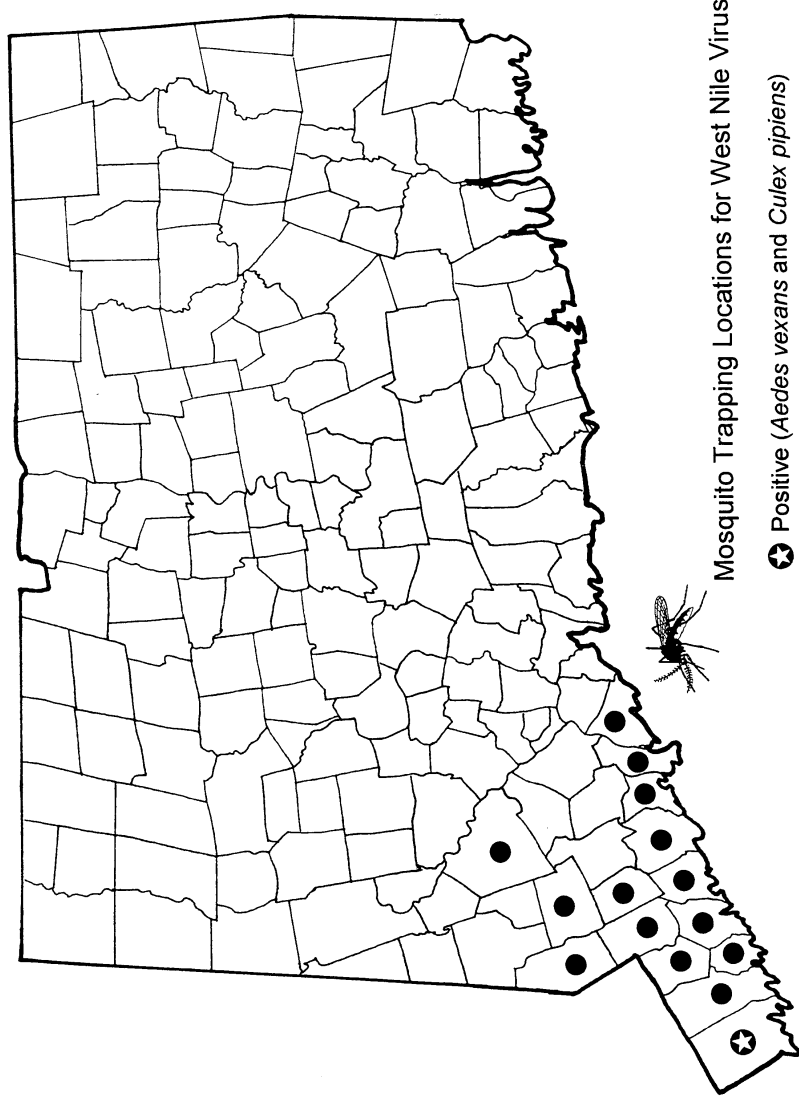 Mosquito Trapping Locations for West Nile Virus
Positive (Aedes vexans and Culex pipiens)